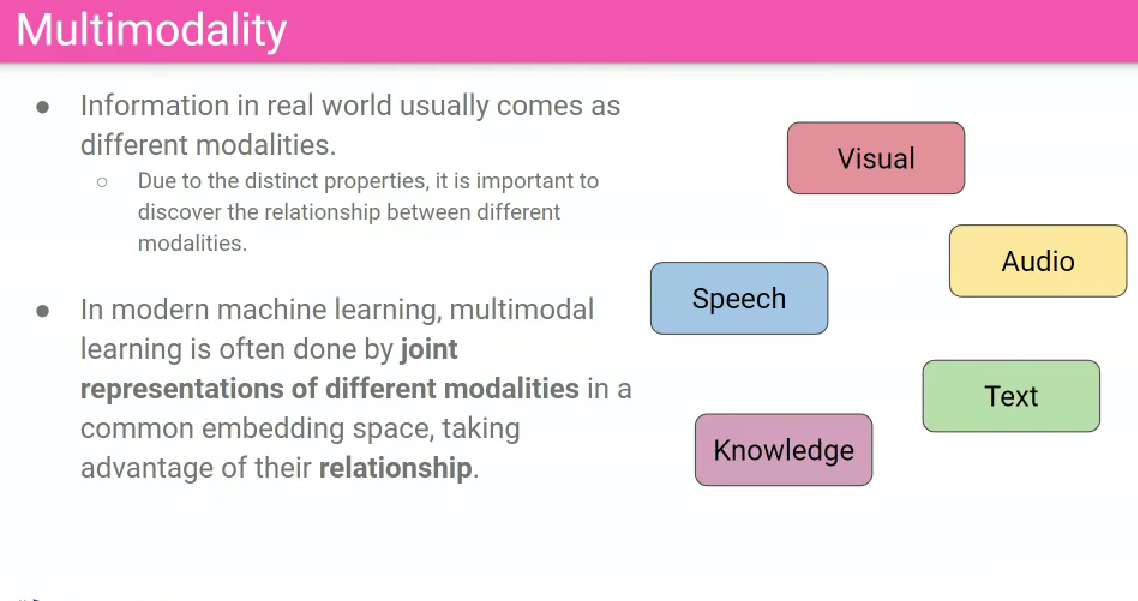 Multimodality
● Information in real world usually comes as
different modalities.
○ Due to the distinct properties, it is important to
discover the relationship between different
modalities.
● In modern machine learning, multimodal
learning is often done by joint
representations of different modalities in a
common embedding space, taking
advantage of their relationship.
Visual
Audio
Speech
Text
Knowledge